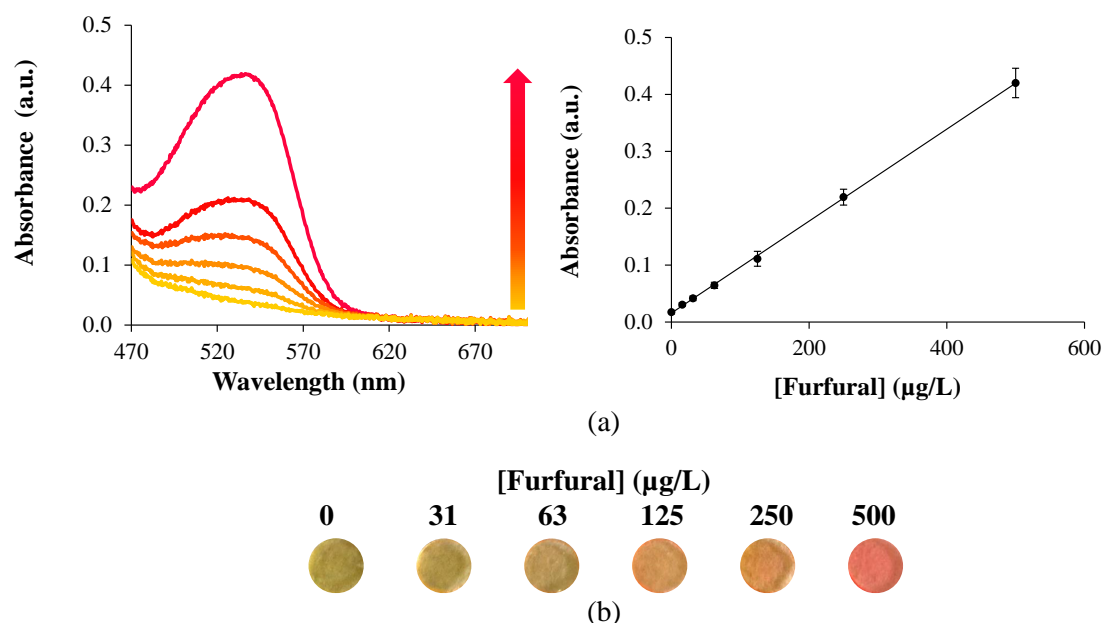 0.5
0.4
0.3
0.2
0.1
0.0
Absorbance (a.u.)
470 520 570 620 670
Wavelength (nm)
0.5
0.4
0.3
0.2
0.1
0.0
Absorbance (a.u.)
0 200 400 600
[Furfural] (µg/L)
(a)
[Furfural] (µg/L)
0 31 63 125 250 500
(b)